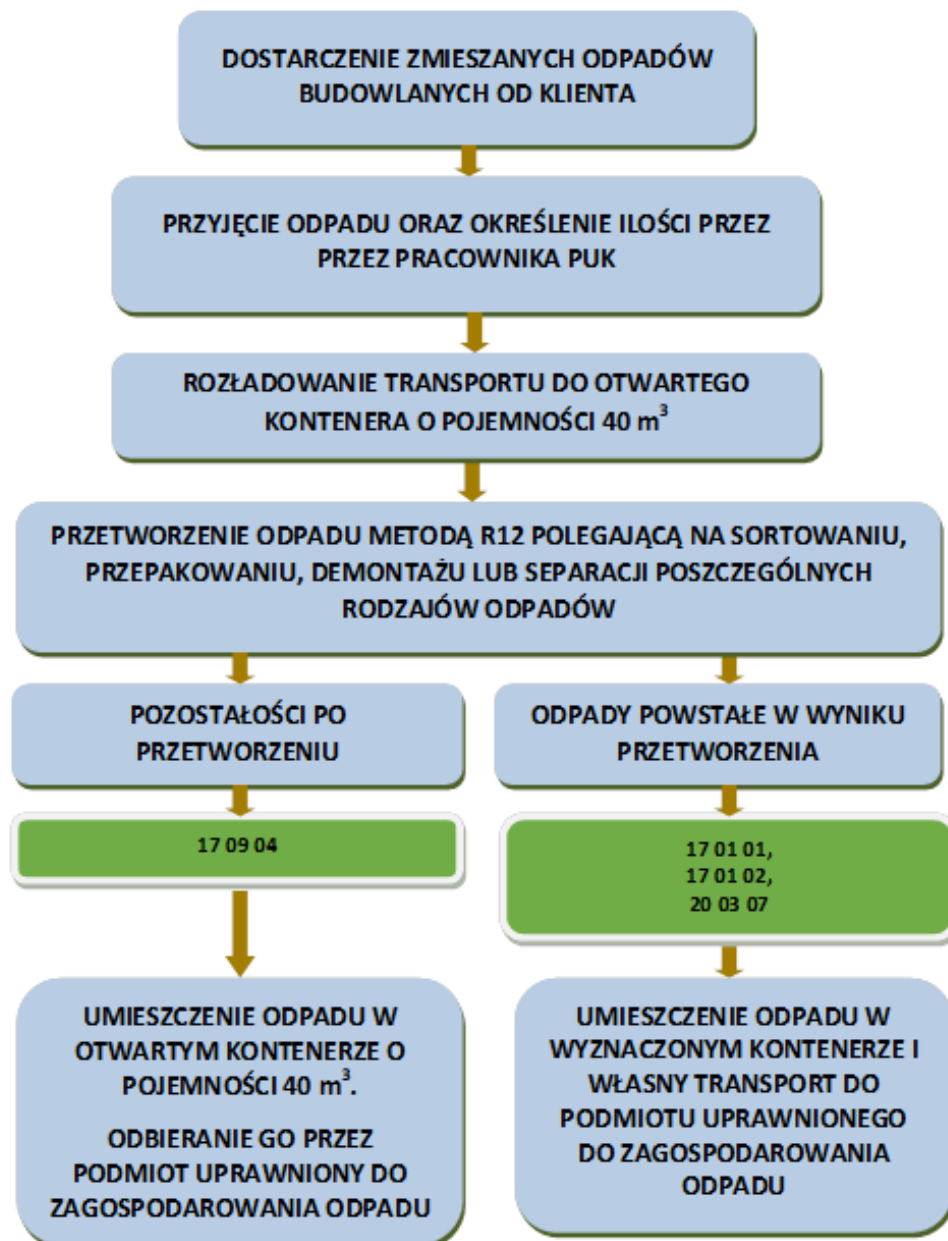 DOSTARCZENIE ZMIESZANYCH ODPADÓW
BUDOWLANYCH OD KLIENTA
PRZYJĘCIE ODPADU ORAZ OKREŚLENIE ILOŚCI PRZEZ
PRZEZ PRACOWNIKA PUK
ROZŁADOWANIE TRANSPORTU DO OTWARTEGO
KONTENERA O POJEMNOŚCI 40 m³
PRZETWORZENIE ODPADU METODĄ R12 POLEGAJĄCĄ NA SORTOWANIU,
PRZEPAKOWANIU, DEMONTAŻU LUB SEPARACJI POSZCZEGÓLNYCH
RODZAJÓW ODPADÓW
POZOSTAŁOŚCI PO
PRZETWORZENIU
17 09 04
UMIESZCZENIE ODPADU W
OTWARTYM KONTENERZE O
POJEMNOŚCI 40 m³.
ODBIERANIE GO PRZEZ
PODMIOT UPRAWNIONY DO
ZAGOSPODAROWANIA ODPADU
ODPADY POWSTAŁE W WYNIKU
PRZETWORZENIA
17 01 01,
17 01 02,
20 03 07
UMIESZCZENIE ODPADU W
WYZNACZONYM KONTENERZE I
WŁASNY TRANSPORT DO
PODMIOTU UPRAWNIONEGO
DO ZAGOSPODAROWANIA
ODPADU